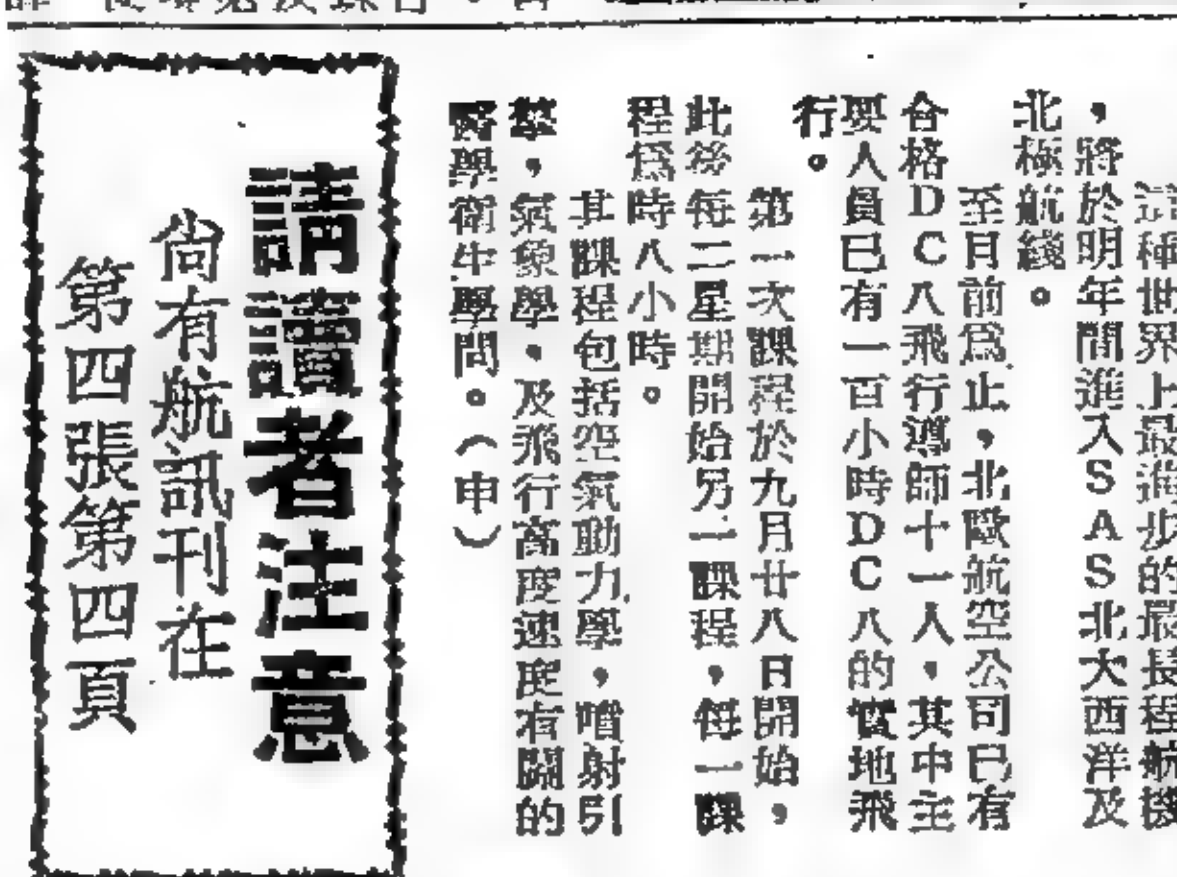 這種世界上最進步的最長程航機
，將於明年間進入SAS北大西洋及
北極航綫。
至目前爲止，北歐航空公司已有
合格DC八飛行導師十一人，其中主
要人員已有一百小時DC八的實地飛
行。
第一次課程於九月廿八日開始，
此後每二星期開始另一課程，每一課
程爲時八小時。
其課程包括空氣動力學，噴射引
擎，氣象學，及飛行高度速度有關的
醫學衛生學問。（申）
請讀者注意
尚有航訊刊在
第四張第四頁